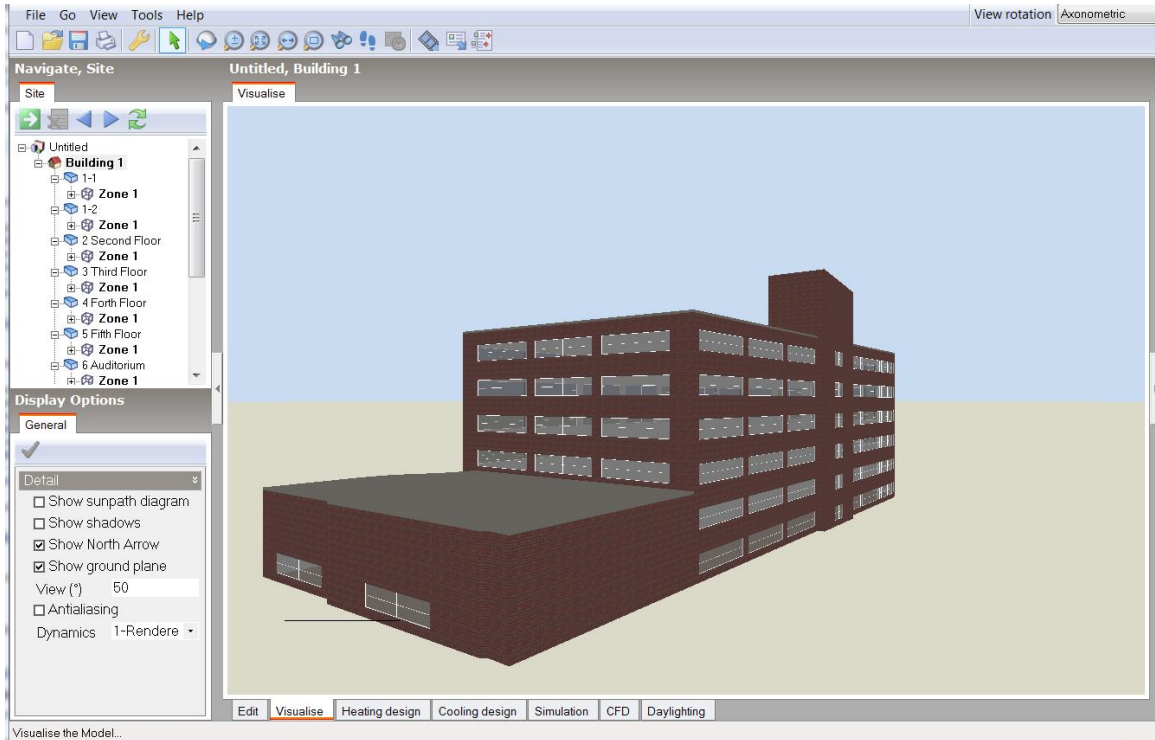 File Go View Tools Help
View rotation Axonometric
Navigate, Site
Untitled, Building 1
Site
Visualise
Untitled
Building 1
1-1
Zone 1
1-2
Zone 1
2 Second Floor
Zone 1
3 Third Floor
Zone 1
4 Forth Floor
Zone 1
5 Fifth Floor
Zone 1
6 Auditorium
Zone 1
Display Options
General
Detail
Show sunpath diagram
Show shadows
Show North Arrow
Show ground plane
View (°) 50
Antialiasing
Dynamics 1-Rendere
Edit Visualise Heating design Cooling design Simulation CFD Daylighting
Visualise the Model...